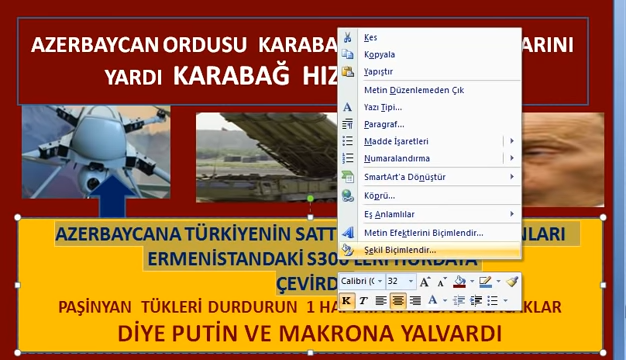 AZERBAYCAN ORDUSU KARABA ARINI
YARDI KARABAĞ HIZ
AZERBAYCANA TÜRKİYENİN SATT NLARI
ERMENİSTANDAKİ S300 LERİ HURDAYA
ÇEVİRD
PAŞİNYAN TÜKLERİ DURDURUN 1 
DİYE PUTİN VE MAKRONA YALVARDI
Kes
Kopyala
Yapıştır
Metin Düzenlemeden Çık
Yazı Tipi...
Paragraf...
Madde İşaretleri
Numaralandırma
SmartArt'a Dönüştür
Köprü...
Eş Anlamlılar
Metin Efektlerini Biçimlendir...
Şekil Biçimlendir...
Calibri (G 32 A A
K T A